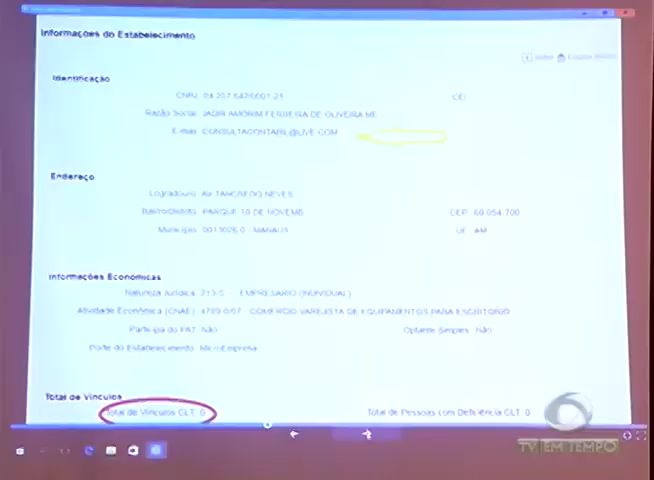 Informações do Estabelecimento
Voltar
Identificação
CNPJ 04.207.642/0001-21 CEI
Razão Social JADIR AMORIM FERREIRA DE OLIVEIRA ME
E-mail CONSULTACONTABIL@LIVE.COM
Endereço
Logradouro AV TANCREDO NEVES
Bairro/Distrito PARQUE 10 DE NOVEMB CEP 69.054-700
Município MANAUS UF AM
Informações Econômicas
Natureza Jurídica 213-5 EMPRESARIO (INDIVIDUAL)
Atividade Econômica (CNAE) 4789-0/07 - COMERCIO VAREJISTA DE EQUIPAMENTOS PARA ESCRITORIO
Participa do PAT Não Optante Simples Não
Porte do Estabelecimento MicroEmpresa
Total de Vínculos
Total de Vínculos CLT 0 Total de Pessoas com Deficiência CLT 0
TV EM TEMPO